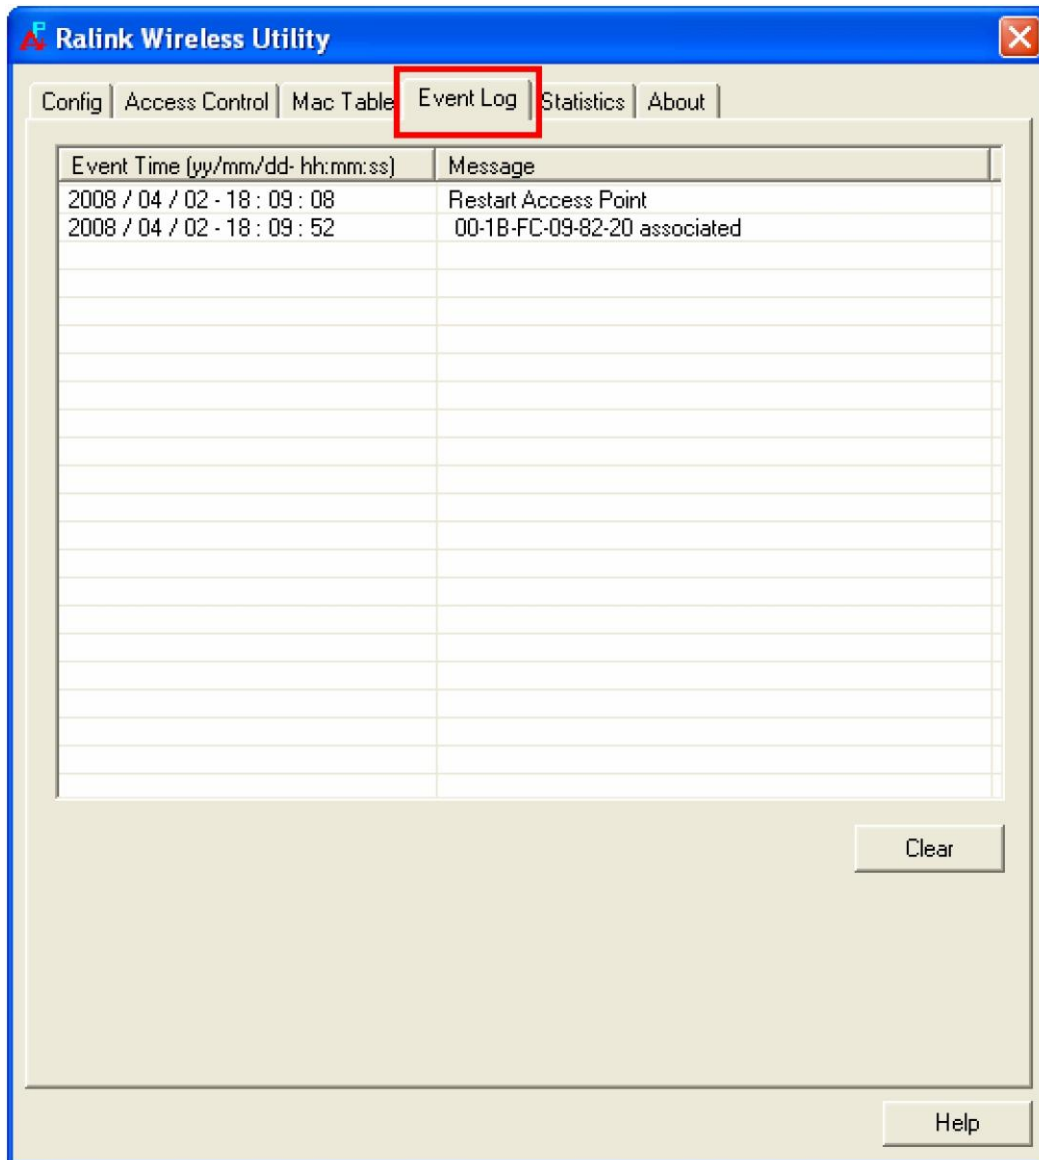 Ralink Wireless Utility
Config Access Control Mac Table Event Log Statistics About
Event Time (yy/mm/dd- hh:mm:ss) Message
2008 / 04 / 02 - 18 : 09 : 08 Restart Access Point
2008 / 04 / 02 - 18 : 09 : 52 00-1B-FC-09-82-20 associated
Clear
Help